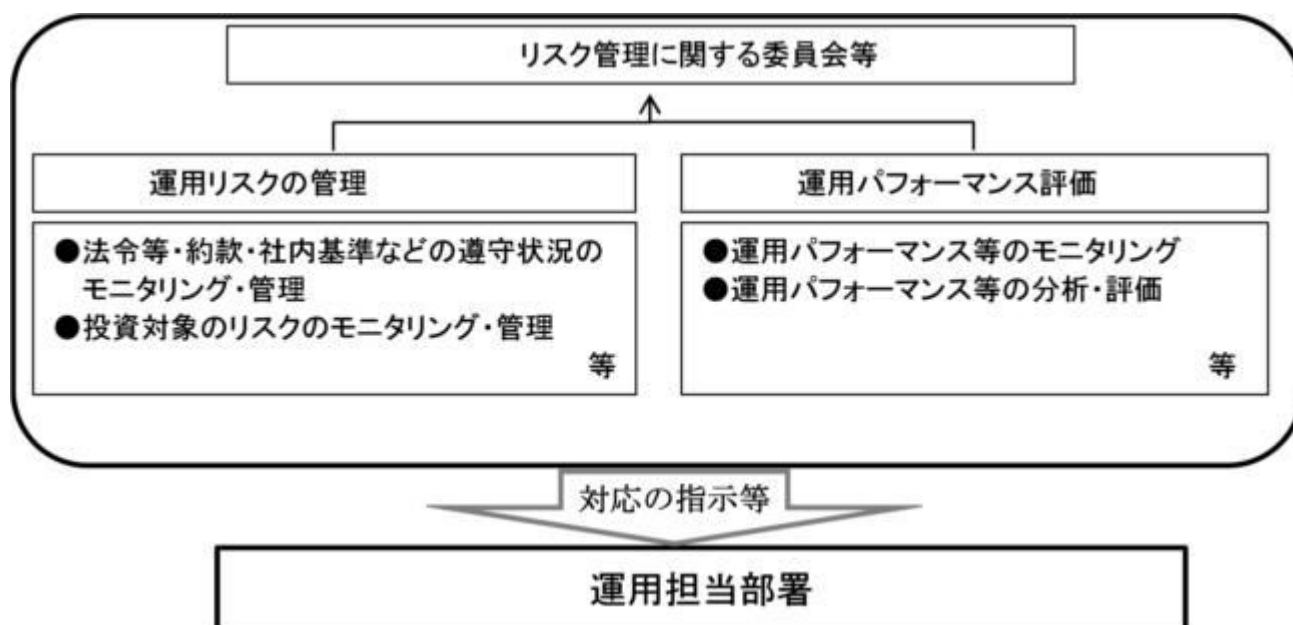 リスク管理に関する委員会等
運用リスクの管理
●法令等・約款・社内基準などの遵守状況の
モニタリング・管理
●投資対象のリスクのモニタリング・管理
等
運用パフォーマンス評価
●運用パフォーマンス等のモニタリング
●運用パフォーマンス等の分析・評価
等
対応の指示等
運用担当部署